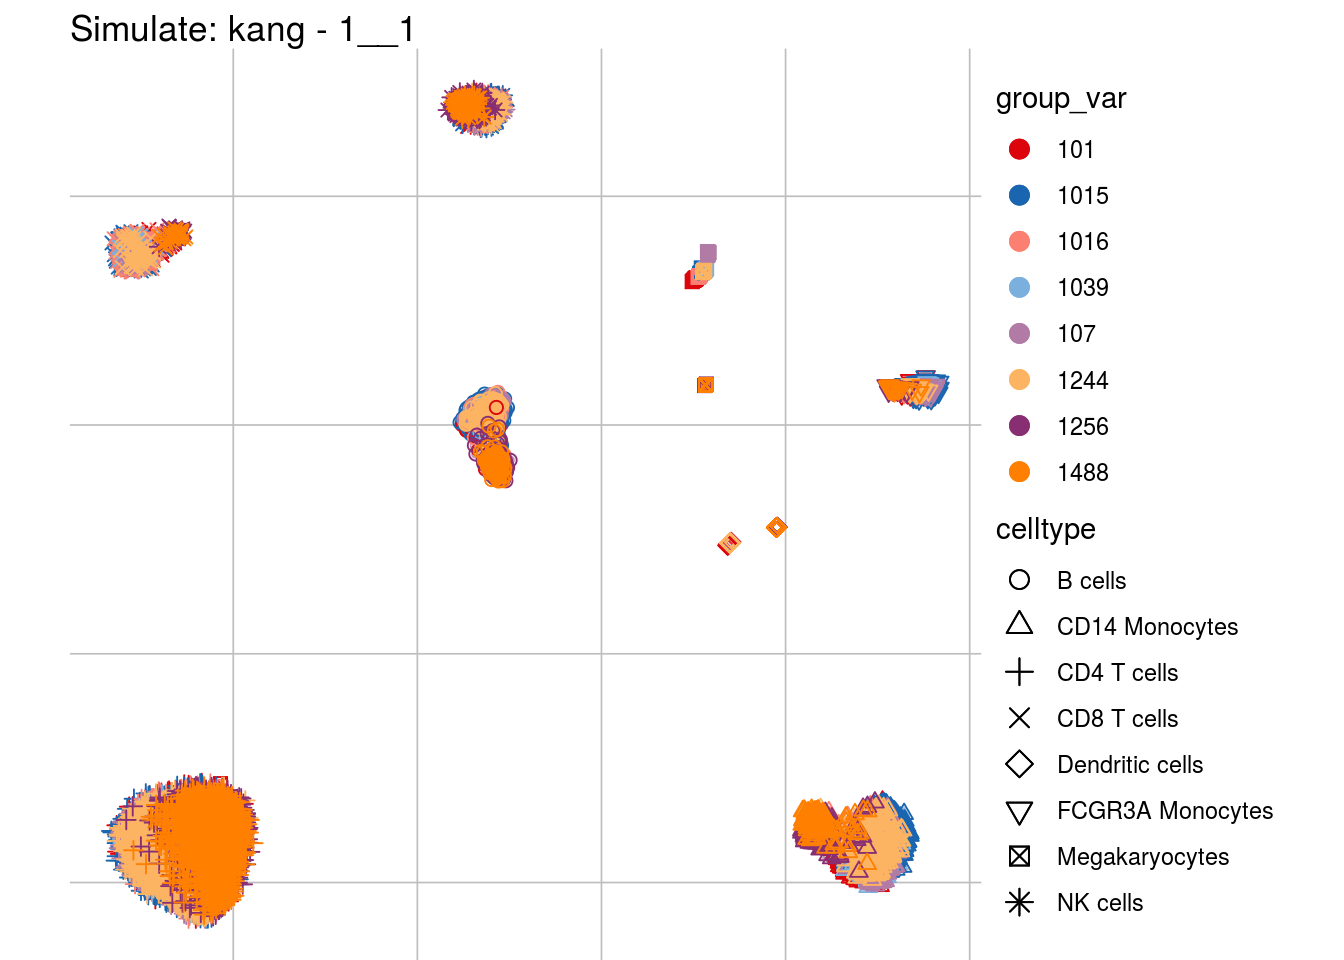 Simulate: kang - 1__1
group_var
101
1015
1016
1039
107
1244
1256
1488
celltype
B cells
CD14 Monocytes
CD4 T cells
CD8 T cells
Dendritic cells
FCGR3A Monocytes
Megakaryocytes
NK cells